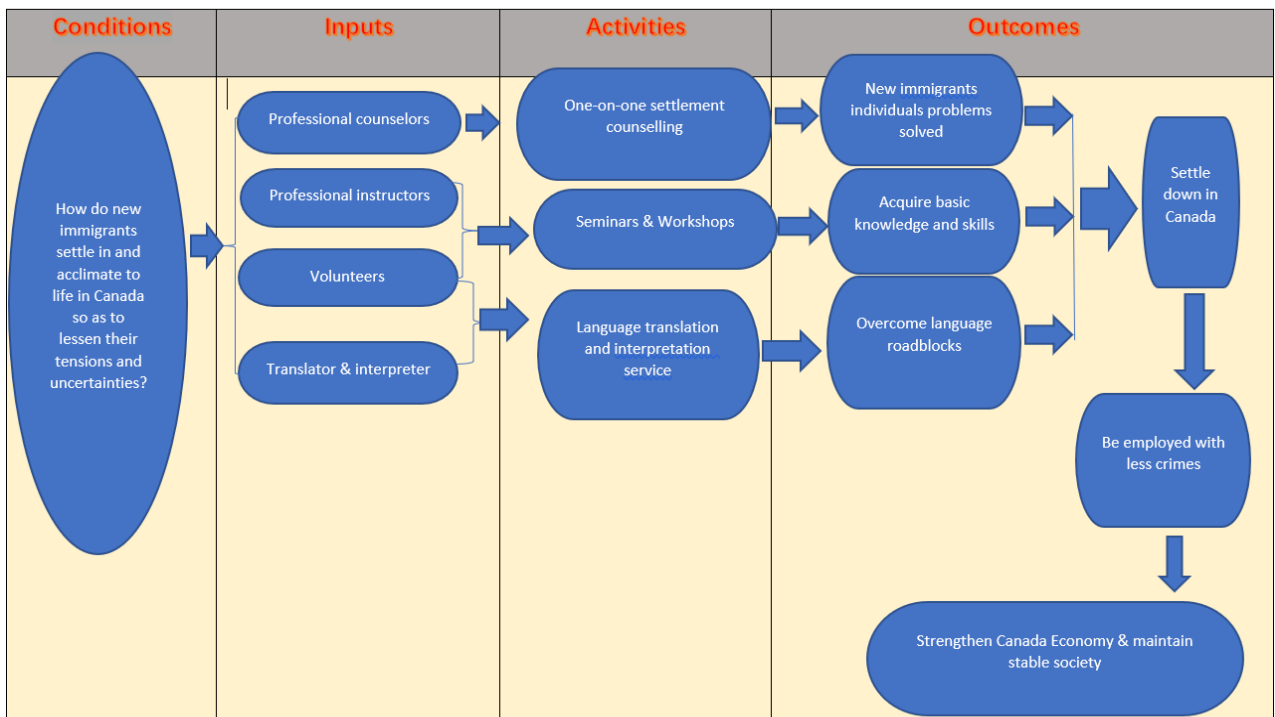 Conditions
Inputs
Activities
Outcomes
How do new
immigrants
settle in and
acclimate to
life in Canada
so as to
lessen their
tensions and
uncertainties?
Professional counselors
Professional instructors
Volunteers
Translator & interpreter
One-on-one settlement
counselling
Seminars & Workshops
Language translation
and interpretation
service
New immigrants
individuals problems
solved
Acquire basic
knowledge and skills
Overcome language
roadblocks
Settle
down in
Canada
Be employed with
less crimes
Strengthen Canada Economy & maintain
stable society